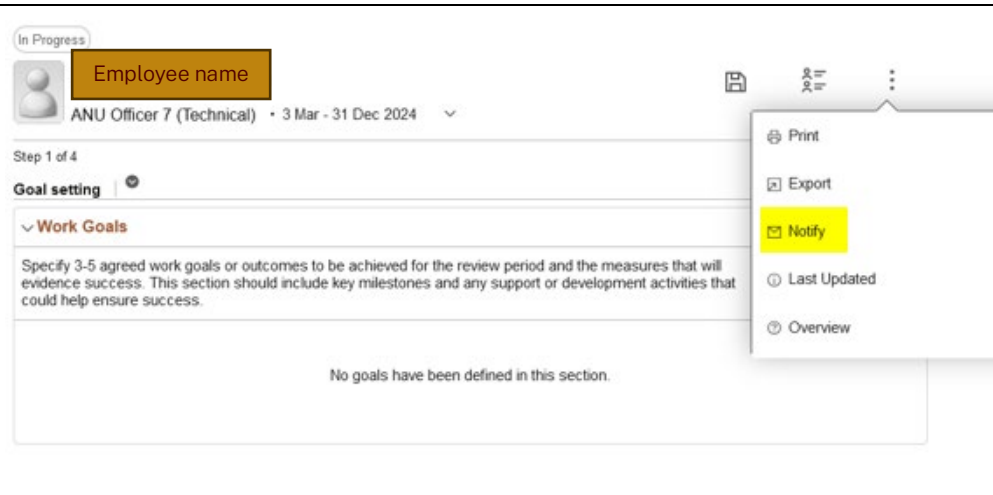 In Progress
Employee name
ANU Officer 7 (Technical) • 3 Mar - 31 Dec 2024
Print
Step 1 of 4
Export
Goal setting
Work Goals
Notify
Specify 3-5 agreed work goals or outcomes to be achieved for the review period and the measures that will
evidence success. This section should include key milestones and any support or development activities that
could help ensure success.
Last Updated
Overview
No goals have been defined in this section.